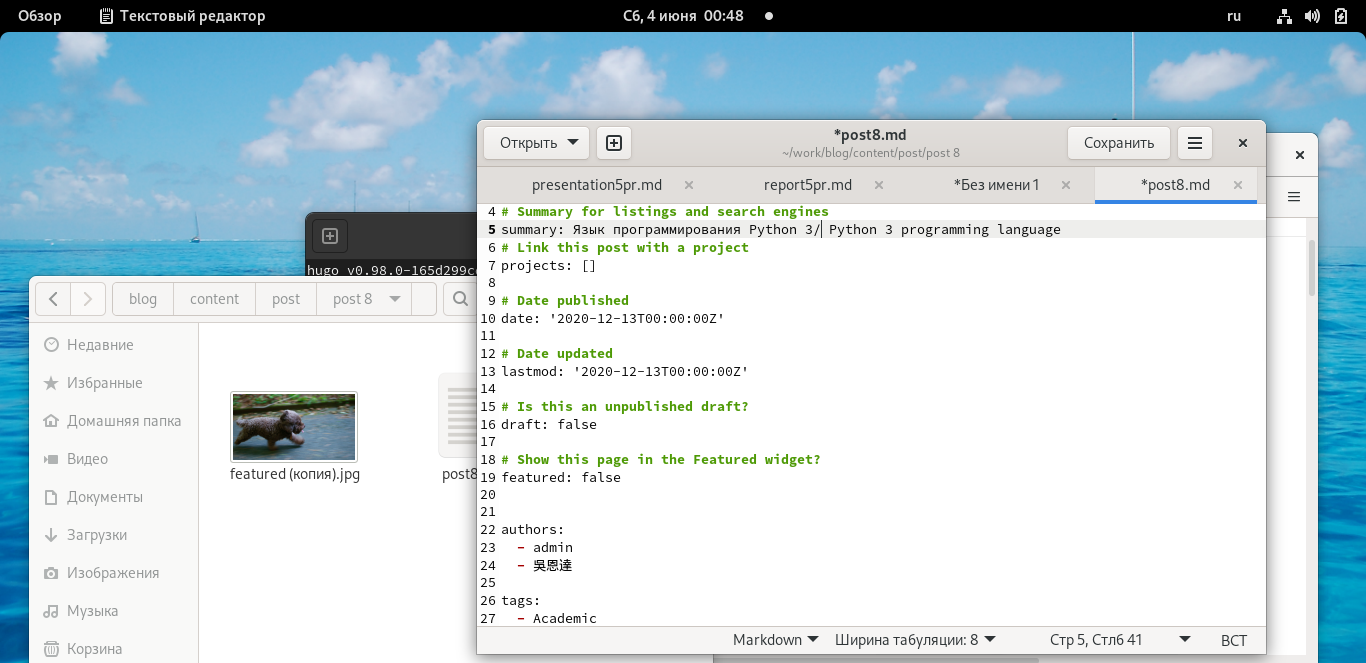 Обзор Текстовый редактор Сб, 4 июня 00:48 ru
Открыть *post8.md Сохранить
~/work/blog/content/post/post 8
presentation5pr.md report5pr.md *Без имени 1 *post8.md
4 # Summary for listings and search engines
5 summary: Язык программирования Python 3/ Python 3 programming language
6 # Link this post with a project
7 projects: []
8
9 # Date published
10 date: '2020-12-13T00:00:00Z'
11
12 # Date updated
13 lastmod: '2020-12-13T00:00:00Z'
14
15 # Is this an unpublished draft?
16 draft: false
17
18 # Show this page in the Featured widget?
19 featured: false
20
21
22 authors:
23 - admin
24 - 吳恩達
25
26 tags:
27 - Academic
Markdown Ширина табуляции: 8 Стр 5, Стлб 41 ВСТ
hugo v0.98.0-165d299c
blog content post post 8
Недавние
Избранные
Домашняя папка
Видео
Документы
Загрузки
Изображения
Музыка
Корзина
featured (копия).jpg post8